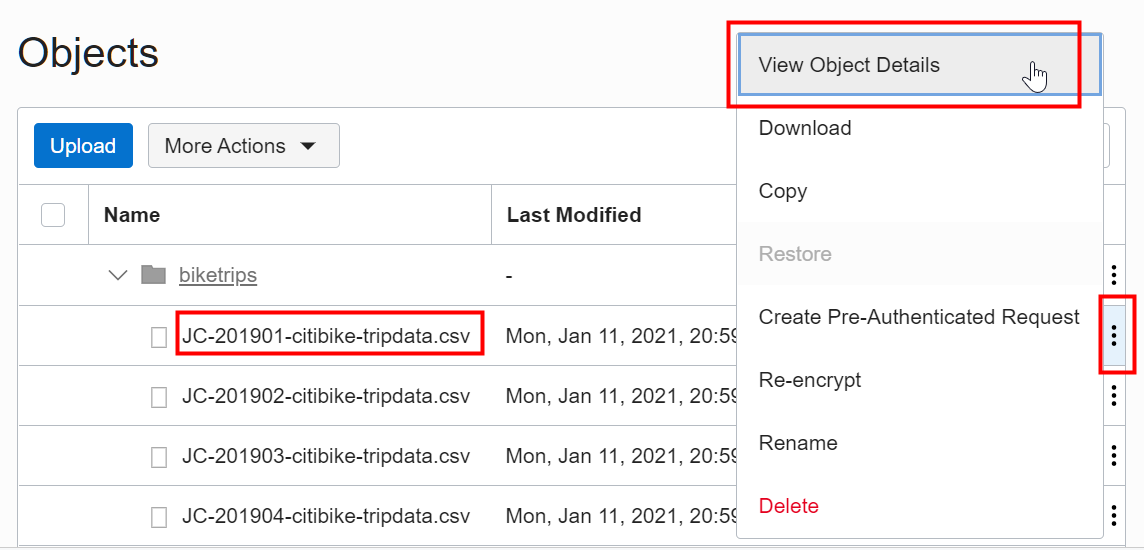 Objects
View Object Details
Download
Copy
Restore
Create Pre-Authenticated Request
Re-encrypt
Rename
Delete
Upload More Actions
Name Last Modified
biketrips -
JC-201901-citibike-tripdata.csv Mon, Jan 11, 2021, 20:59
JC-201902-citibike-tripdata.csv Mon, Jan 11, 2021, 20:59
JC-201903-citibike-tripdata.csv Mon, Jan 11, 2021, 20:59
JC-201904-citibike-tripdata.csv Mon, Jan 11, 2021, 20:59